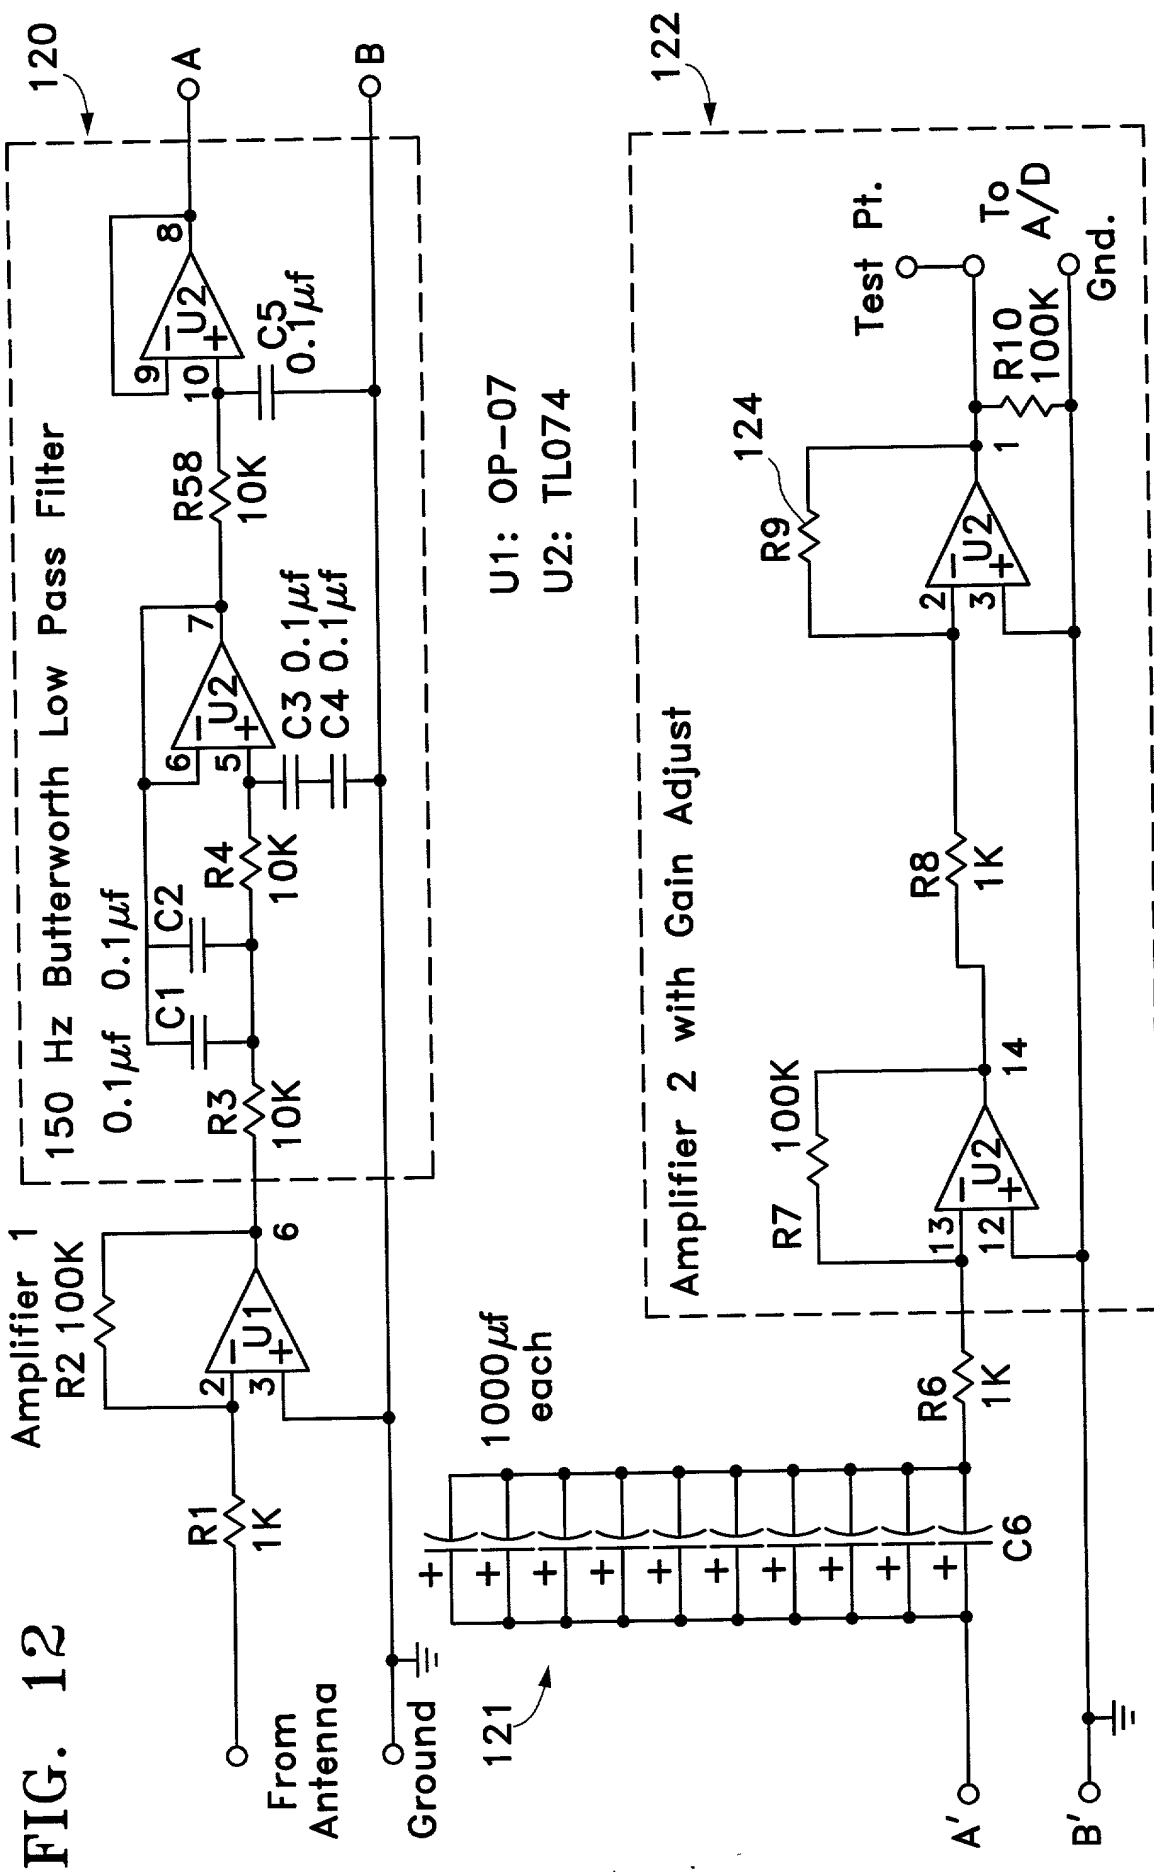 FIG. 12
Amplifier 1
R2 100K
R1
1K
2
3
U1
6
From
Antenna
Ground
120
150 Hz Butterworth Low Pass Filter
0.1µf 0.1µf
C1
C2
R3
10K
R4
10K
6
5
U2
7
C3 0.1µf
C4 0.1µf
R58
10K
9
10
U2
8
C5
0.1µf
A
B
U1: OP-07
U2: TL074
121
1000µf
each
+
+
+
+
+
+
+
+
+
+
C6
A'
B'
R6
1K
122
Amplifier 2 with Gain Adjust
R7 100K
13
12
U2
14
R8
1K
R9
124
2
3
U2
1
R10
100K
Test Pt.
To
A/D
Gnd.